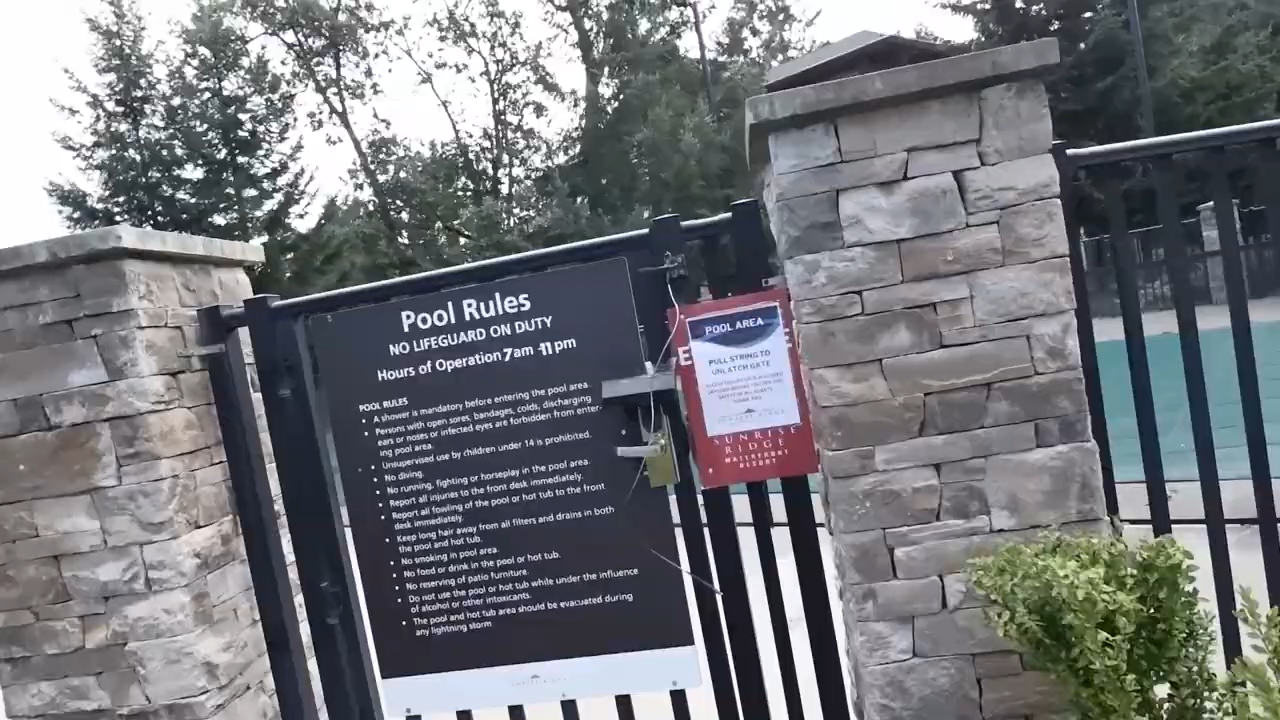 Pool Rules
NO LIFEGUARD ON DUTY
Hours of Operation 7am -11pm
POOL RULES
• A shower is mandatory before entering the pool area.
• Persons with open sores, bandages, colds, discharging
ears or noses or infected eyes are forbidden from enter-
ing pool area.
• Unsupervised use by children under 14 is prohibited.
• No diving.
• No running, fighting or horseplay in the pool area.
• Report all injuries to the front desk immediately.
• Report all fowling of the pool or hot tub to the front
desk immediately.
• Keep long hair away from all filters and drains in both
the pool and hot tub.
• No smoking in pool area.
• No food or drink in the pool or hot tub.
• No reserving of patio furniture.
• Do not use the pool or hot tub while under the influence
of alcohol or other intoxicants.
• The pool and hot tub area should be evacuated during
any lightning storm
POOL AREA
PULL STRING TO
UNLATCH GATE
SUNRISE
RIDGE
WATERFRONT
RESORT